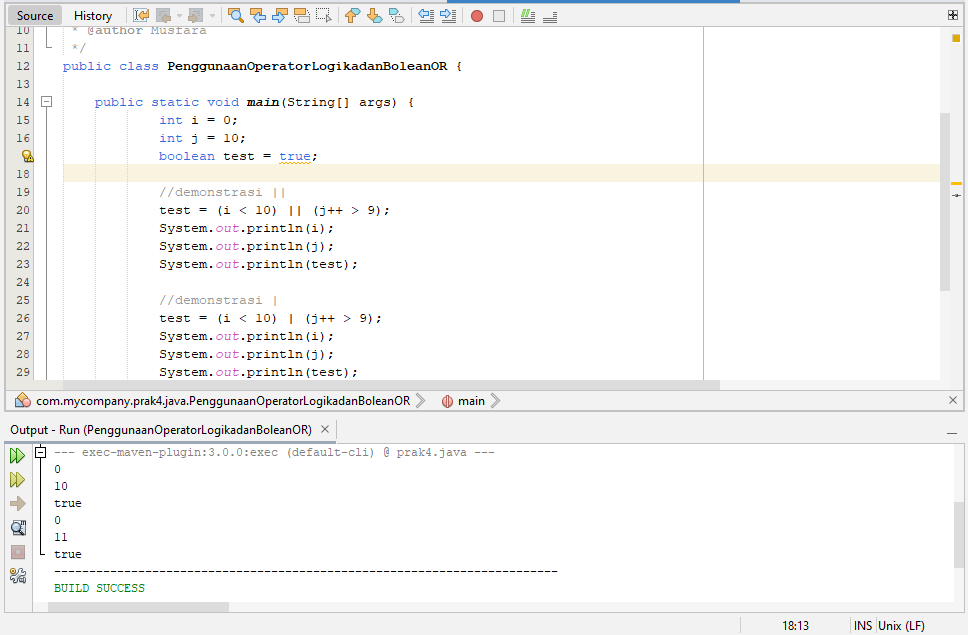 Source History
10 * @author Musfara
11 */
12 public class PenggunaanOperatorLogikadanBoleanOR {
13
14 public static void main(String[] args) {
15 int i = 0;
16 int j = 10;
boolean test = true;
18
19 //demonstrasi ||
20 test = (i < 10) || (j++ > 9);
21 System.out.println(i);
22 System.out.println(j);
23 System.out.println(test);
24
25 //demonstrasi |
26 test = (i < 10) | (j++ > 9);
27 System.out.println(i);
28 System.out.println(j);
29 System.out.println(test);
com.mycompany.prak4.java.PenggunaanOperatorLogikadanBoleanOR main
Output - Run (PenggunaanOperatorLogikadanBoleanOR)
--- exec-maven-plugin:3.0.0:exec (default-cli) @ prak4.java ---
0
10
true
0
11
true
------------------------------------------------------------------------
BUILD SUCCESS
18:13 INS Unix (LF)